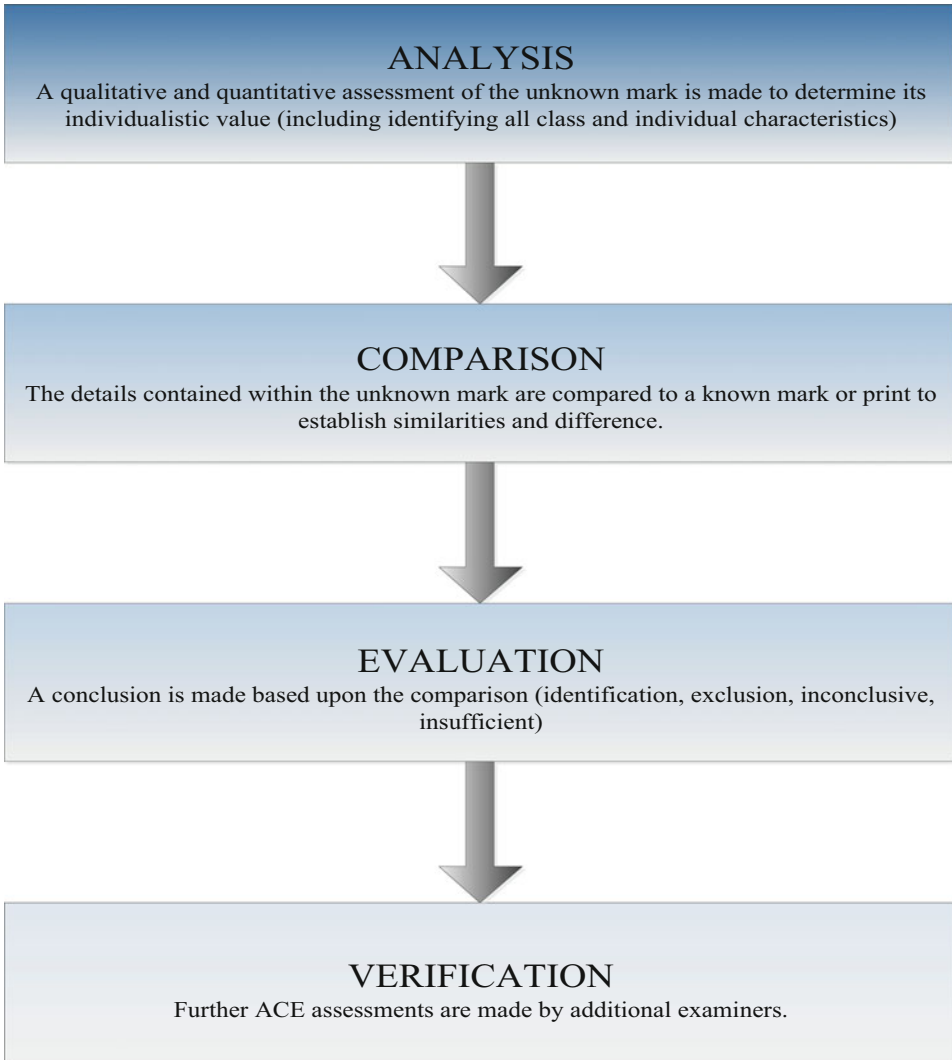 ANALYSIS
A qualitative and quantitative assessment of the unknown mark is made to determine its
individualistic value (including identifying all class and individual characteristics)
COMPARISON
The details contained within the unknown mark are compared to a known mark or print to
establish similarities and difference.
EVALUATION
A conclusion is made based upon the comparison (identification, exclusion, inconclusive,
insufficient)
VERIFICATION
Further ACE assessments are made by additional examiners.